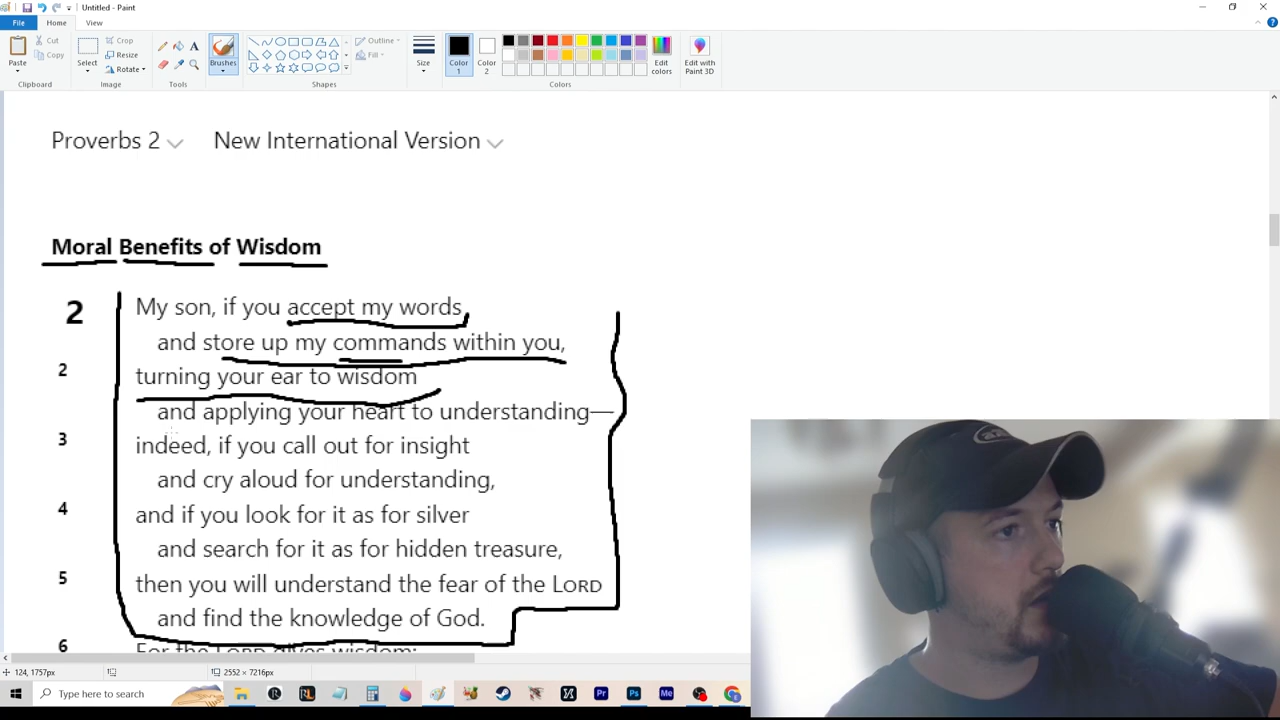 Untitled - Paint
File Home View
Paste
Cut
Copy
Clipboard
Select
Crop
Resize
Rotate
Image
Tools
Brushes
Outline
Fill
Shapes
Size
Color 1
Color 2
Edit colors
Edit with Paint 3D
Colors
Proverbs 2 New International Version
Moral Benefits of Wisdom
2 My son, if you accept my words
and store up my commands within you,
2 turning your ear to wisdom
and applying your heart to understanding—
3 indeed, if you call out for insight
and cry aloud for understanding,
4 and if you look for it as for silver
and search for it as for hidden treasure,
5 then you will understand the fear of the LORD
and find the knowledge of God.
6 For the LORD gives wisdom;
124, 1757px 2552 × 7216px
Type here to search